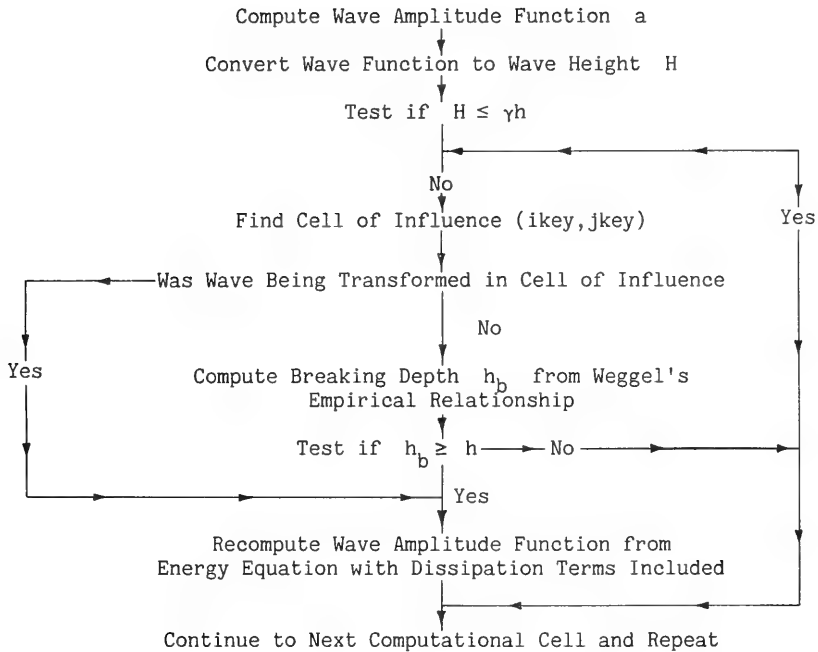 Compute Wave Amplitude Function a
Convert Wave Function to Wave Height H
Test if H ≤ γh
No
Find Cell of Influence (ikey,jkey)
Yes
Was Wave Being Transformed in Cell of Influence
No
Yes
Compute Breaking Depth h_b from Weggel's
Empirical Relationship
Test if h_b ≥ h No
Yes
Recompute Wave Amplitude Function from
Energy Equation with Dissipation Terms Included
Continue to Next Computational Cell and Repeat